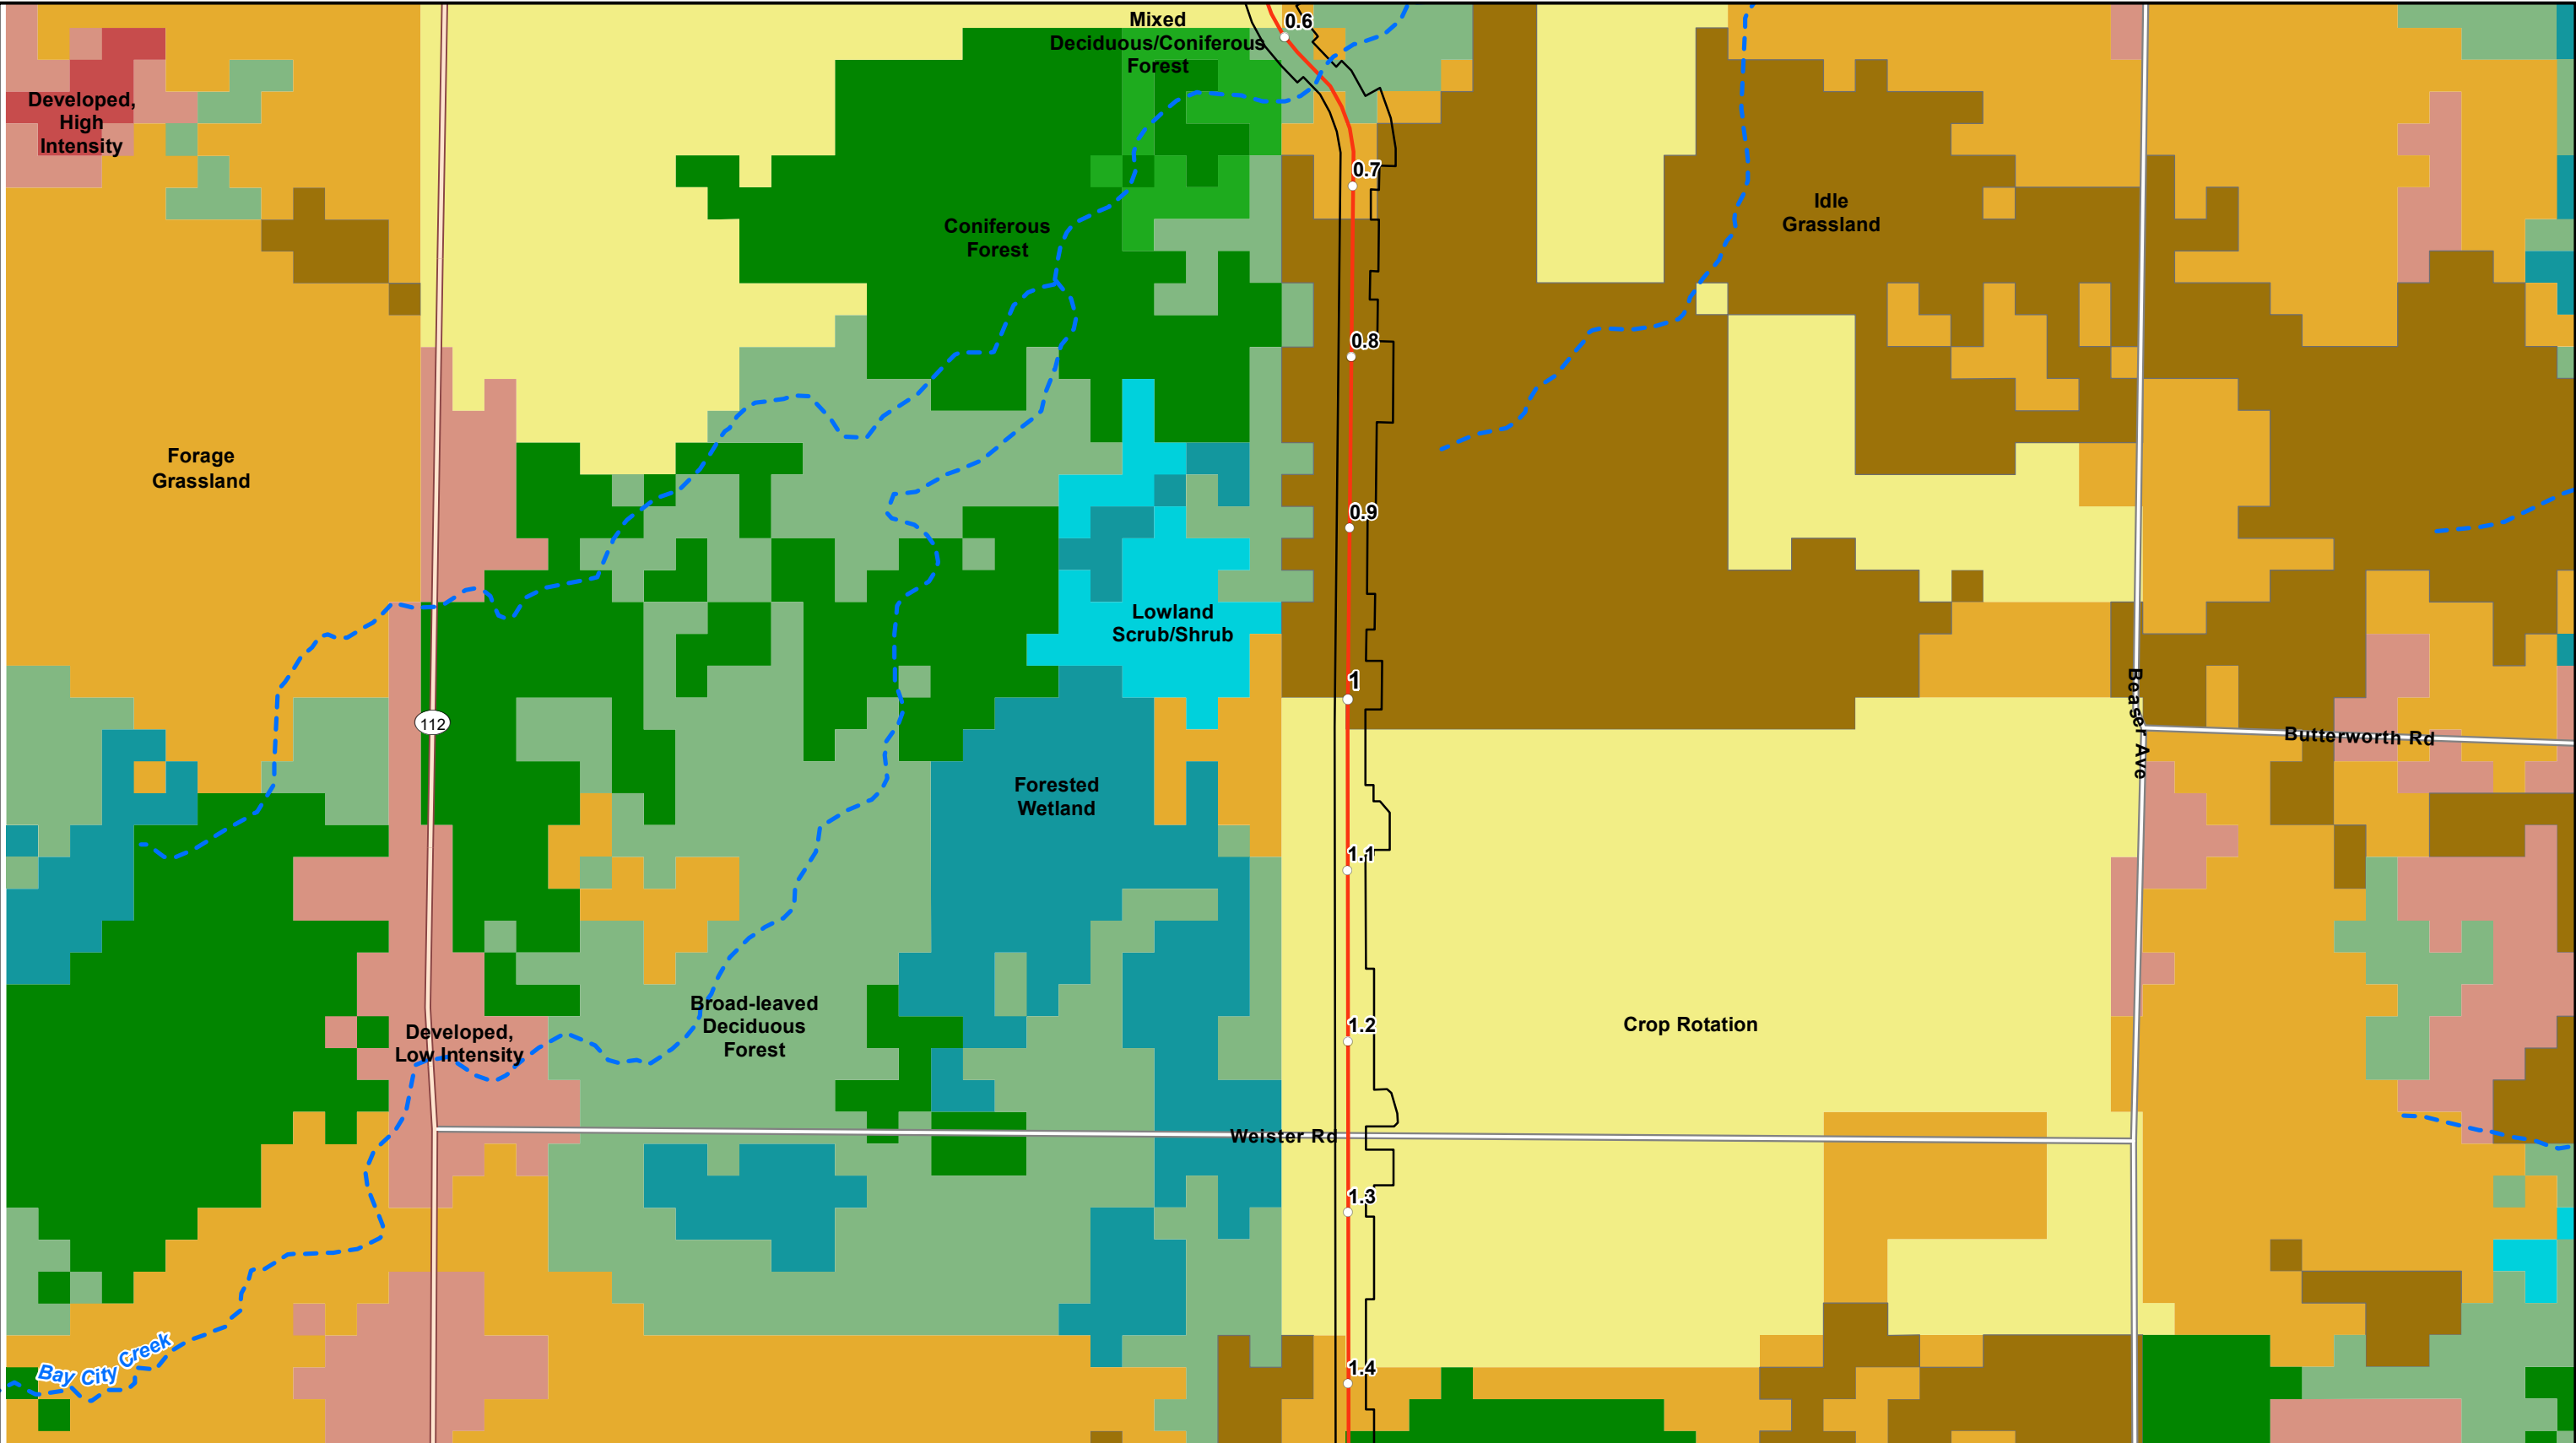 Mixed
Deciduous/Coniferous
Forest
0.6
Developed,
High
Intensity
0.7
Idle
Grassland
Coniferous
Forest
0.8
Forage
Grassland
0.9
Lowland
Scrub/Shrub
1
Beaser Ave
112
Butterworth Rd
Forested
Wetland
1.1
Broad-leaved
Deciduous
Forest
1.2
Crop Rotation
Developed,
Low Intensity
Weister Rd
1.3
Bay City Creek
1.4